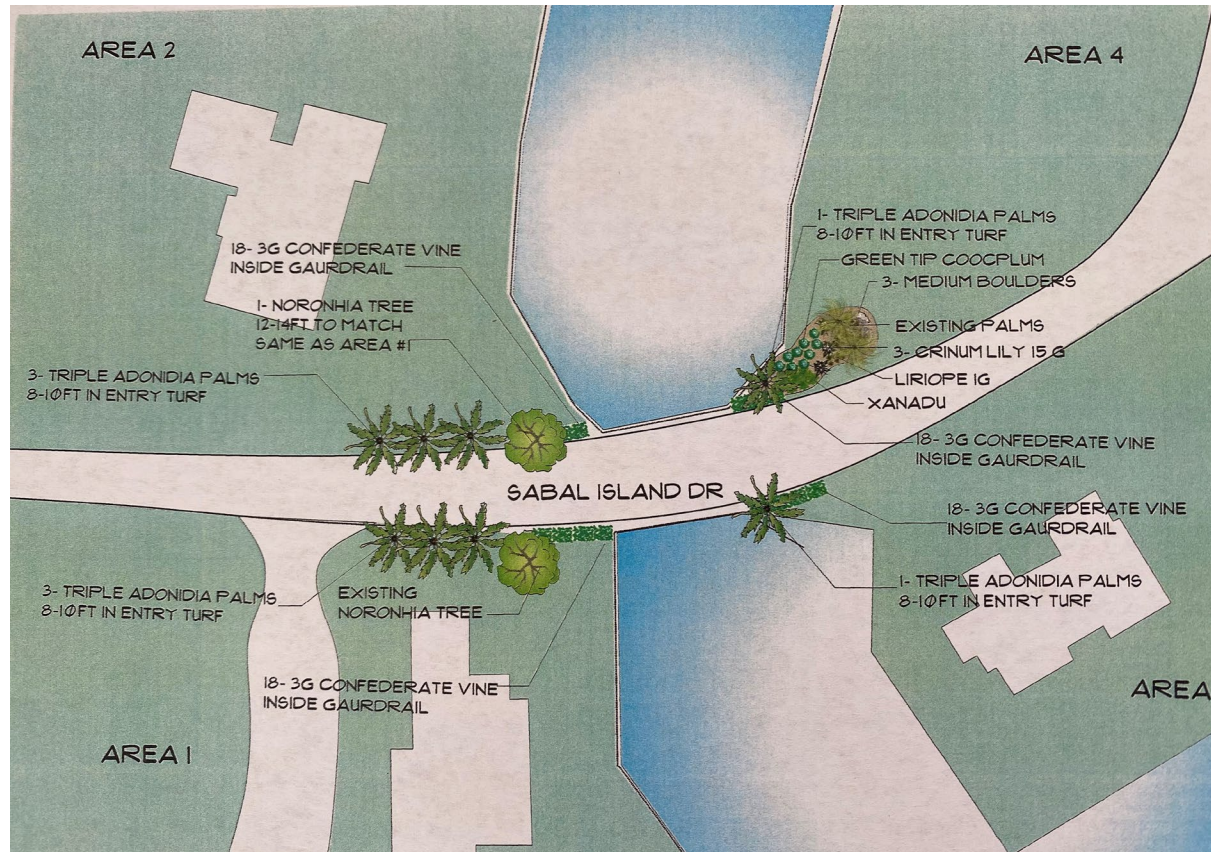 AREA 2
AREA 4
1- TRIPLE ADONIDIA PALMS
8-10FT IN ENTRY TURF
GREEN TIP COOCPLUM
3- MEDIUM BOULDERS
EXISTING PALMS
3- CRINUM LILY 15 G
LIRIOPE 1G
XANADU
18- 3G CONFEDERATE VINE
INSIDE GAURDRAIL
1- NORONHIA TREE
12-14FT TO MATCH
SAME AS AREA #1
3- TRIPLE ADONIDIA PALMS
8-10FT IN ENTRY TURF
18- 3G CONFEDERATE VINE
INSIDE GAURDRAIL
SABAL ISLAND DR
18- 3G CONFEDERATE VINE
INSIDE GAURDRAIL
3- TRIPLE ADONIDIA PALMS
8-10FT IN ENTRY TURF
EXISTING
NORONHIA TREE
1- TRIPLE ADONIDIA PALMS
8-10FT IN ENTRY TURF
18- 3G CONFEDERATE VINE
INSIDE GAURDRAIL
AREA
AREA 1